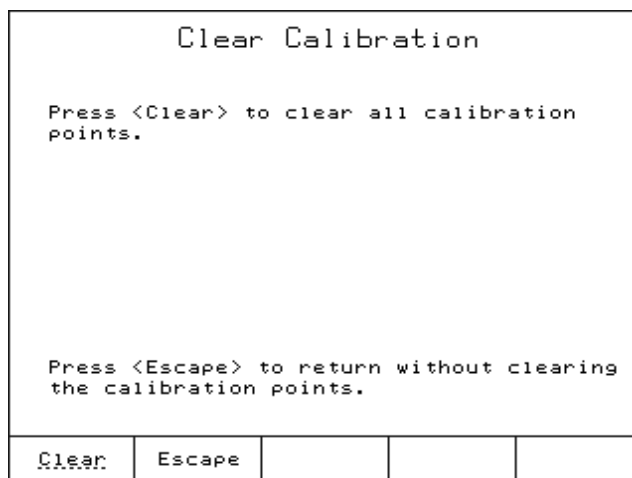 Clear Calibration
Press <Clear> to clear all calibration
points.
Press <Escape> to return without clearing
the calibration points.
Clear
Escape